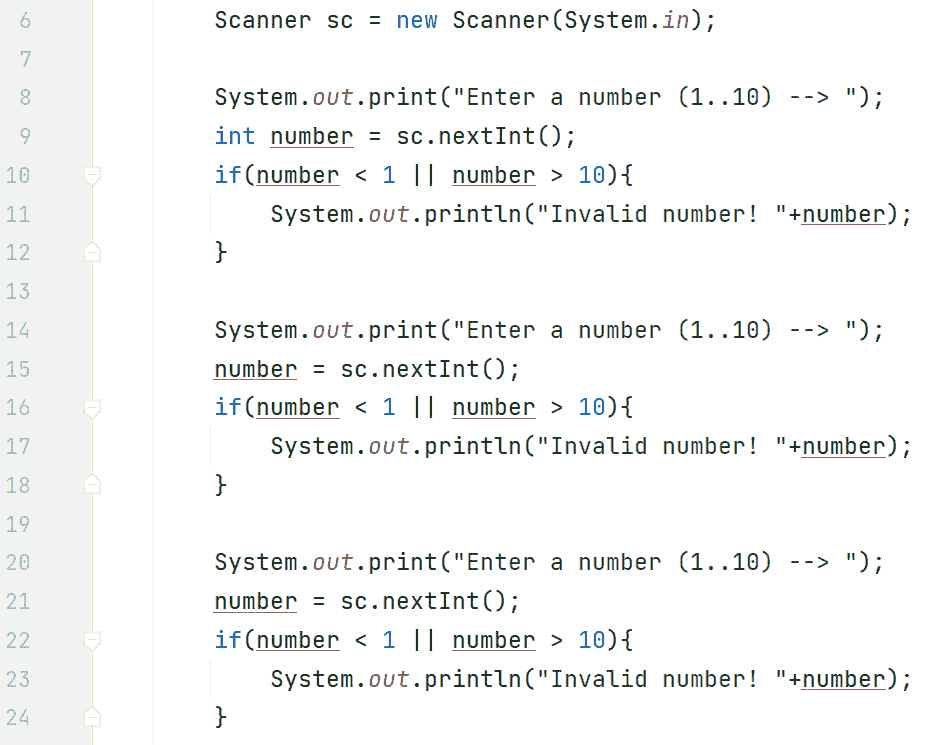 6 Scanner sc = new Scanner(System.in);
7
8 System.out.print("Enter a number (1..10) --> ");
9 int number = sc.nextInt();
10 if(number < 1 || number > 10){
11 System.out.println("Invalid number! "+number);
12 }
13
14 System.out.print("Enter a number (1..10) --> ");
15 number = sc.nextInt();
16 if(number < 1 || number > 10){
17 System.out.println("Invalid number! "+number);
18 }
19
20 System.out.print("Enter a number (1..10) --> ");
21 number = sc.nextInt();
22 if(number < 1 || number > 10){
23 System.out.println("Invalid number! "+number);
24 }